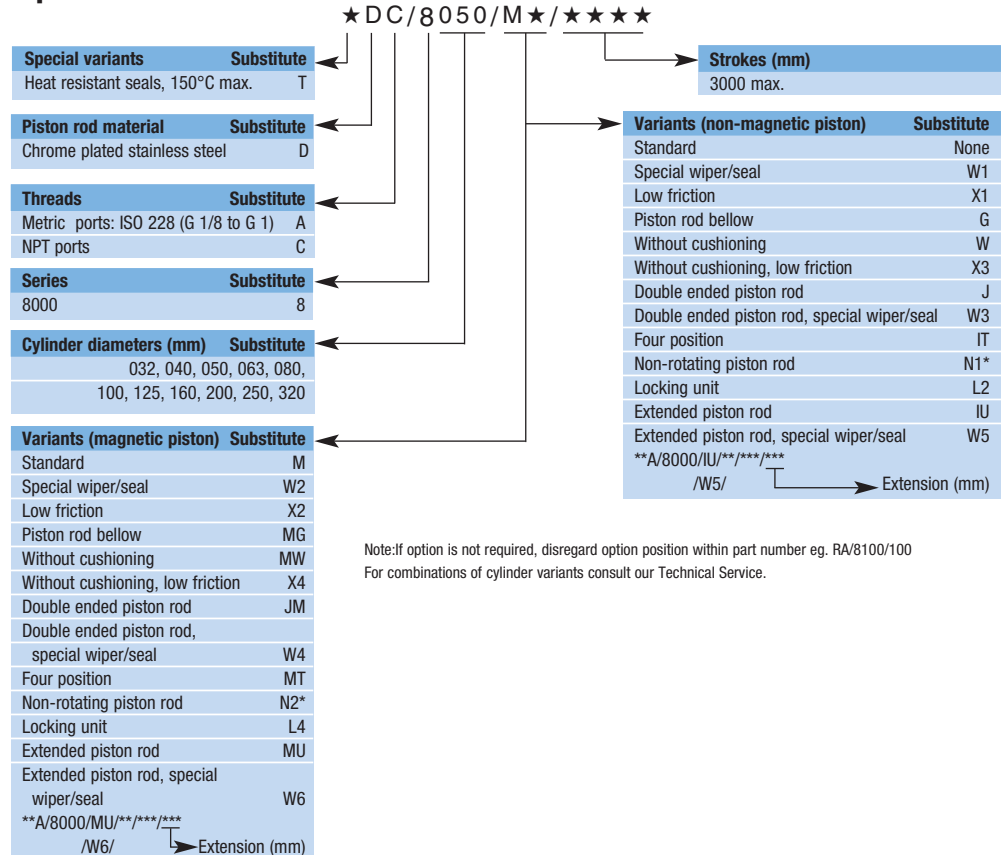 ★DC/8050/M★/★★★★
Special variants Substitute
Heat resistant seals, 150°C max. T
Piston rod material Substitute
Chrome plated stainless steel D
Threads Substitute
Metric ports: ISO 228 (G 1/8 to G 1) A
NPT ports C
Series Substitute
8000 8
Cylinder diameters (mm) Substitute
032, 040, 050, 063, 080,
100, 125, 160, 200, 250, 320
Variants (magnetic piston) Substitute
Standard M
Special wiper/seal W2
Low friction X2
Piston rod bellow MG
Without cushioning MW
Without cushioning, low friction X4
Double ended piston rod JM
Double ended piston rod,
special wiper/seal W4
Four position MT
Non-rotating piston rod N2*
Locking unit L4
Extended piston rod MU
Extended piston rod, special
wiper/seal W6
**A/8000/MU/**/***/***
/W6/ Extension (mm)
Strokes (mm)
3000 max.
Variants (non-magnetic piston) Substitute
Standard None
Special wiper/seal W1
Low friction X1
Piston rod bellow G
Without cushioning W
Without cushioning, low friction X3
Double ended piston rod J
Double ended piston rod, special wiper/seal W3
Four position IT
Non-rotating piston rod N1*
Locking unit L2
Extended piston rod IU
Extended piston rod, special wiper/seal W5
**A/8000/IU/**/***/***
/W5/ Extension (mm)
Note:If option is not required, disregard option position within part number eg. RA/8100/100
For combinations of cylinder variants consult our Technical Service.